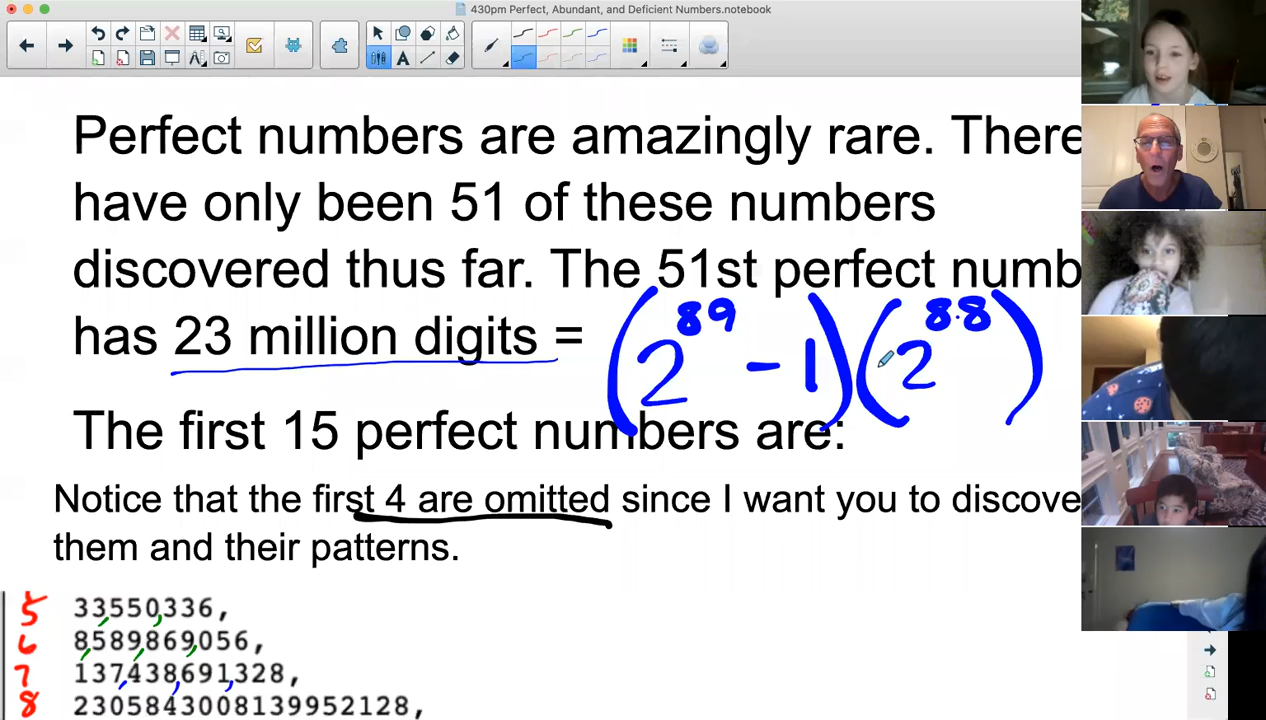 430pm Perfect, Abundant, and Deficient Numbers.notebook
Perfect numbers are amazingly rare. There
have only been 51 of these numbers
discovered thus far. The 51st perfect numb
has 23 million digits = (2^89 - 1)(2^88)
The first 15 perfect numbers are:
Notice that the first 4 are omitted since I want you to discove
them and their patterns.
5 33550336,
6 8589869056,
7 137438691328,
8 2305843008139952128,